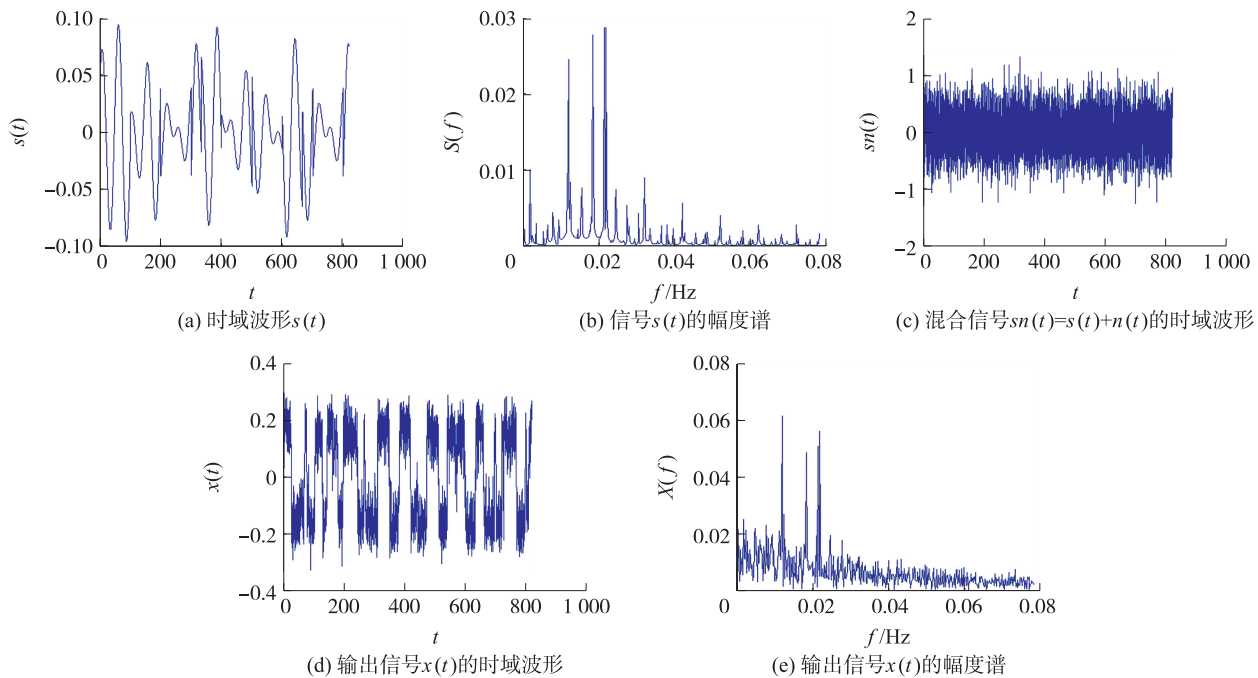 0.10
0.05
0
−0.05
−0.10
s(t)
0 200 400 600 800 1 000
t
(a) 时域波形s(t)
0.03
0.02
0.01
0.03
S(f)
0 0.02 0.04 0.06 0.08
f/Hz
(b) 信号s(t)的幅度谱
2
1
0
−1
−2
sn(t)
0 200 400 600 800 1 000
t
(c) 混合信号sn(t)=s(t)+n(t)的时域波形
0.4
0.2
0
−0.2
−0.4
x(t)
0 200 400 600 800 1 000
t
(d) 输出信号x(t)的时域波形
0.08
0.06
0.04
0.02
0
X(f)
0 0.02 0.04 0.06 0.08
f/Hz
(e) 输出信号x(t)的幅度谱